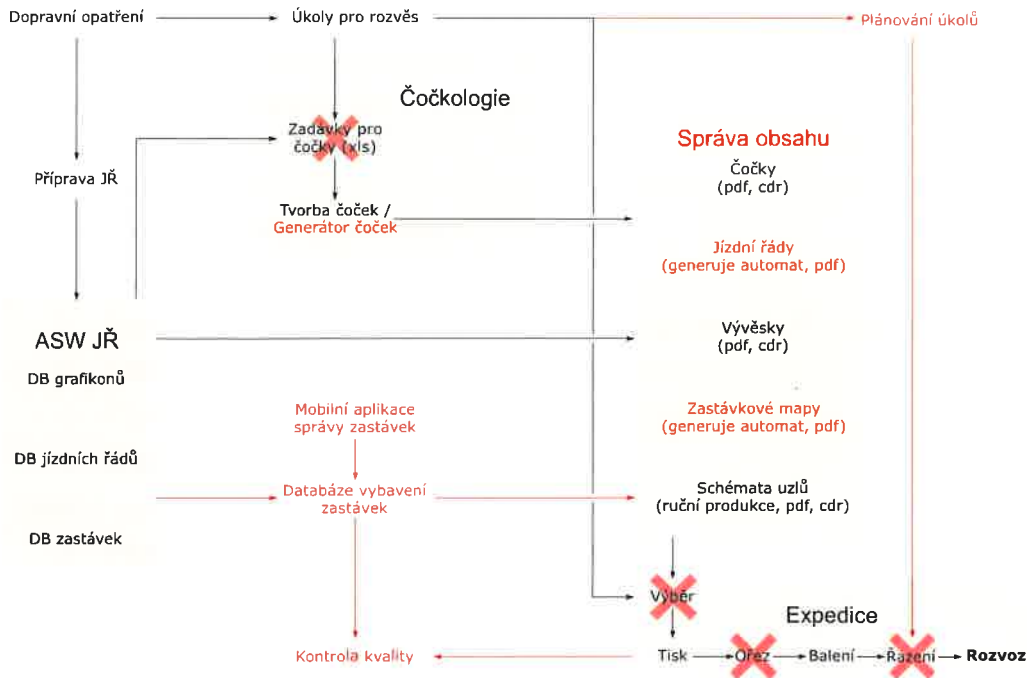 Dopravní opatření
Úkoly pro rozvěs
Plánování úkolů
Čočkologie
Zadávky pro
čočky (xls)
Správa obsahu
Čočky
(pdf, cdr)
Příprava JŘ
Tvorba čoček /
Generátor čoček
Jízdní řády
(generuje automat, pdf)
ASW JŘ
Vývěsky
(pdf, cdr)
DB grafikonů
Mobilní aplikace
správy zastávek
Zastávkové mapy
(generuje automat, pdf)
DB jízdních řádů
Databáze vybavení
zastávek
Schémata uzlů
(ruční produkce, pdf, cdr)
DB zastávek
Výběr
Expedice
Kontrola kvality
Tisk
Ořez
Balení
Řazení
Rozvoz